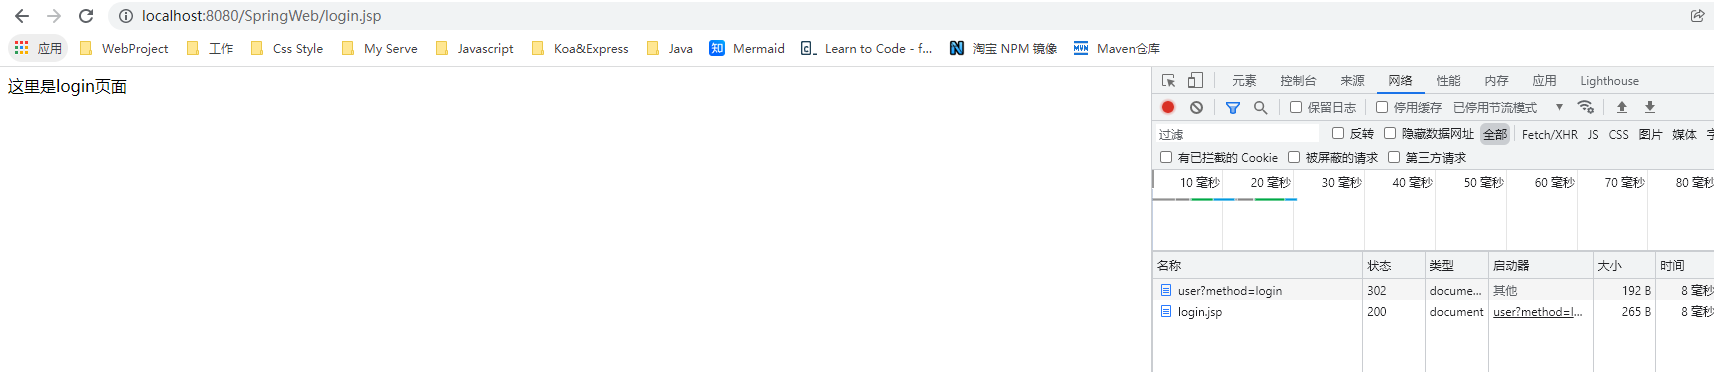 localhost:8080/SpringWeb/login.jsp
应用 WebProject 工作 Css Style My Serve Javascript Koa&Express Java 知 Mermaid Learn to Code - f... 淘宝 NPM 镜像 MVN Maven仓库
这里是login页面
元素 控制台 来源 网络 性能 内存 应用 Lighthouse
保留日志 停用缓存 已停用节流模式
过滤 反转 隐藏数据网址 全部 Fetch/XHR JS CSS 图片 媒体
有已拦截的 Cookie 被屏蔽的请求 第三方请求
10 毫秒 20 毫秒 30 毫秒 40 毫秒 50 毫秒 60 毫秒 70 毫秒 80 毫秒
名称 状态 类型 启动器 大小 时间
user?method=login 302 docume... 其他 192 B 8 毫秒
login.jsp 200 document user?method=l... 265 B 8 毫秒